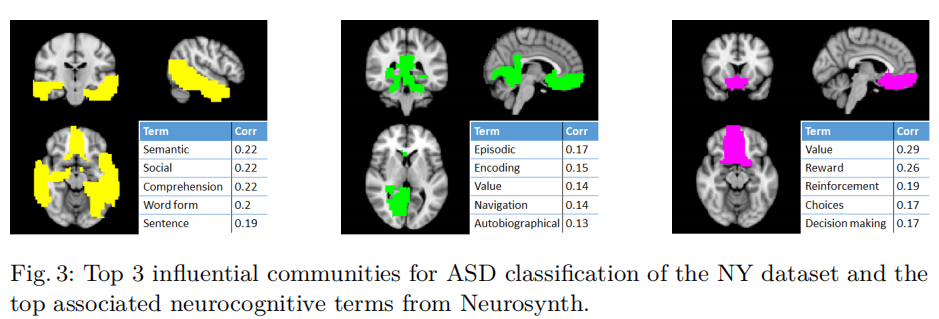 Term Corr
Semantic 0.22
Social 0.22
Comprehension 0.22
Word form 0.2
Sentence 0.19
Term Corr
Episodic 0.17
Encoding 0.15
Value 0.14
Navigation 0.14
Autobiographical 0.13
Term Corr
Value 0.29
Reward 0.26
Reinforcement 0.19
Choices 0.17
Decision making 0.17
Fig. 3: Top 3 influential communities for ASD classification of the NY dataset and the
top associated neurocognitive terms from Neurosynth.